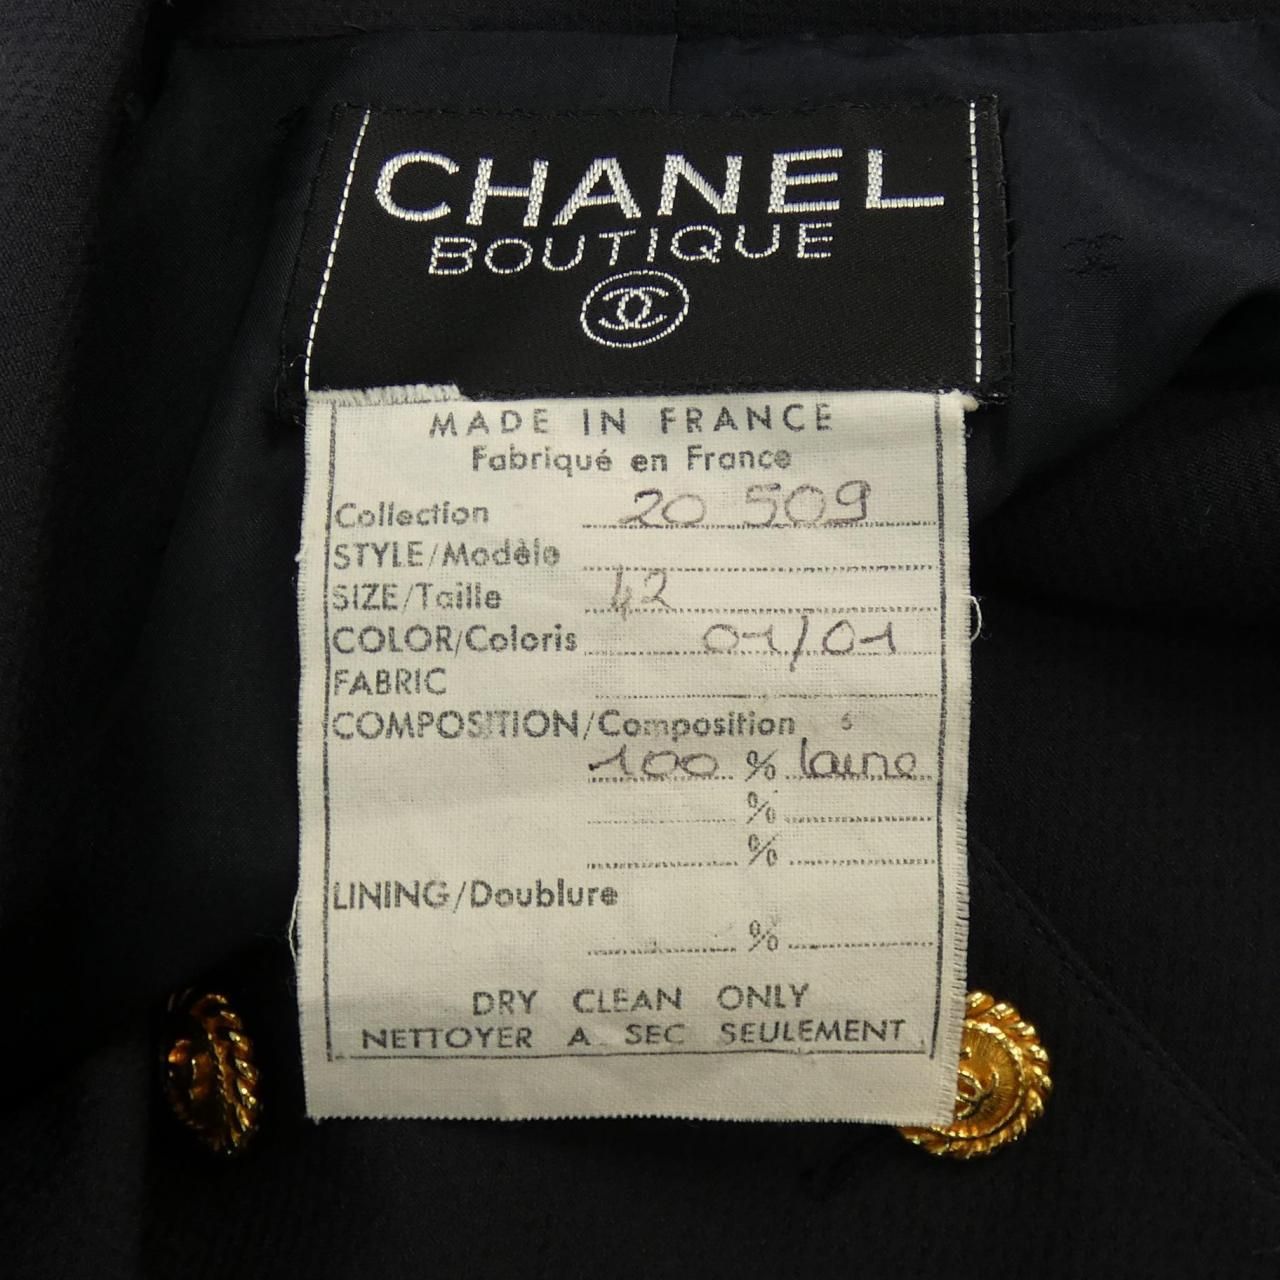 CHANEL
BOUTIQUE
MADE IN FRANCE
Fabriqué en France
Collection 20 509
STYLE/Modèle
SIZE/Taille 42
COLOR/Coloris 01/01
FABRIC
COMPOSITION/Composition 6
100 % laine
%
%
LINING/Doublure
%
DRY CLEAN ONLY
NETTOYER A SEC SEULEMENT